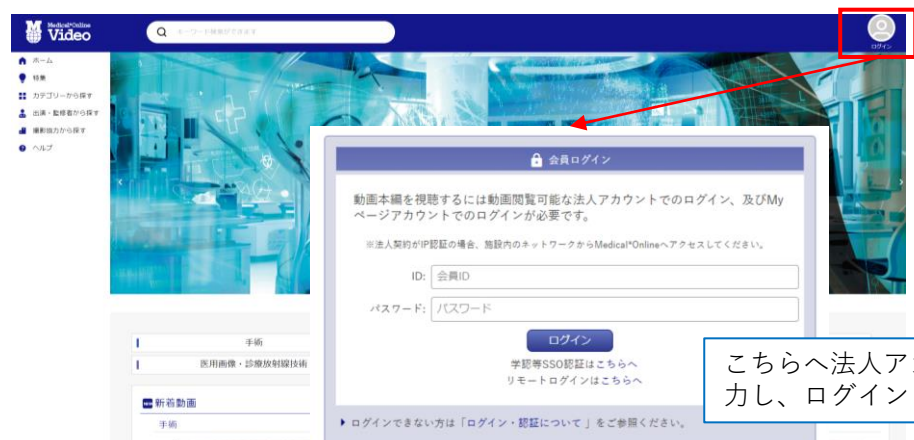 Medical*Online
Video
キーワード検索ができます
ログイン
ホーム
特集
カテゴリーから探す
出演・監修者から探す
撮影協力から探す
ヘルプ
会員ログイン
動画本編を視聴するには動画閲覧可能な法人アカウントでのログイン、及びMy
ページアカウントでのログインが必要です。
※法人契約がIP認証の場合、施設内のネットワークからMedical*Onlineへアクセスしてください。
ID: 会員ID
パスワード: パスワード
ログイン
学認等SSO認証はこちらへ
リモートログインはこちらへ
ログインできない方は「ログイン・認証について」をご参照ください。
こちらへ法人ア
力し、ログイン
手術
医用画像・診療放射線技術
新着動画
手術